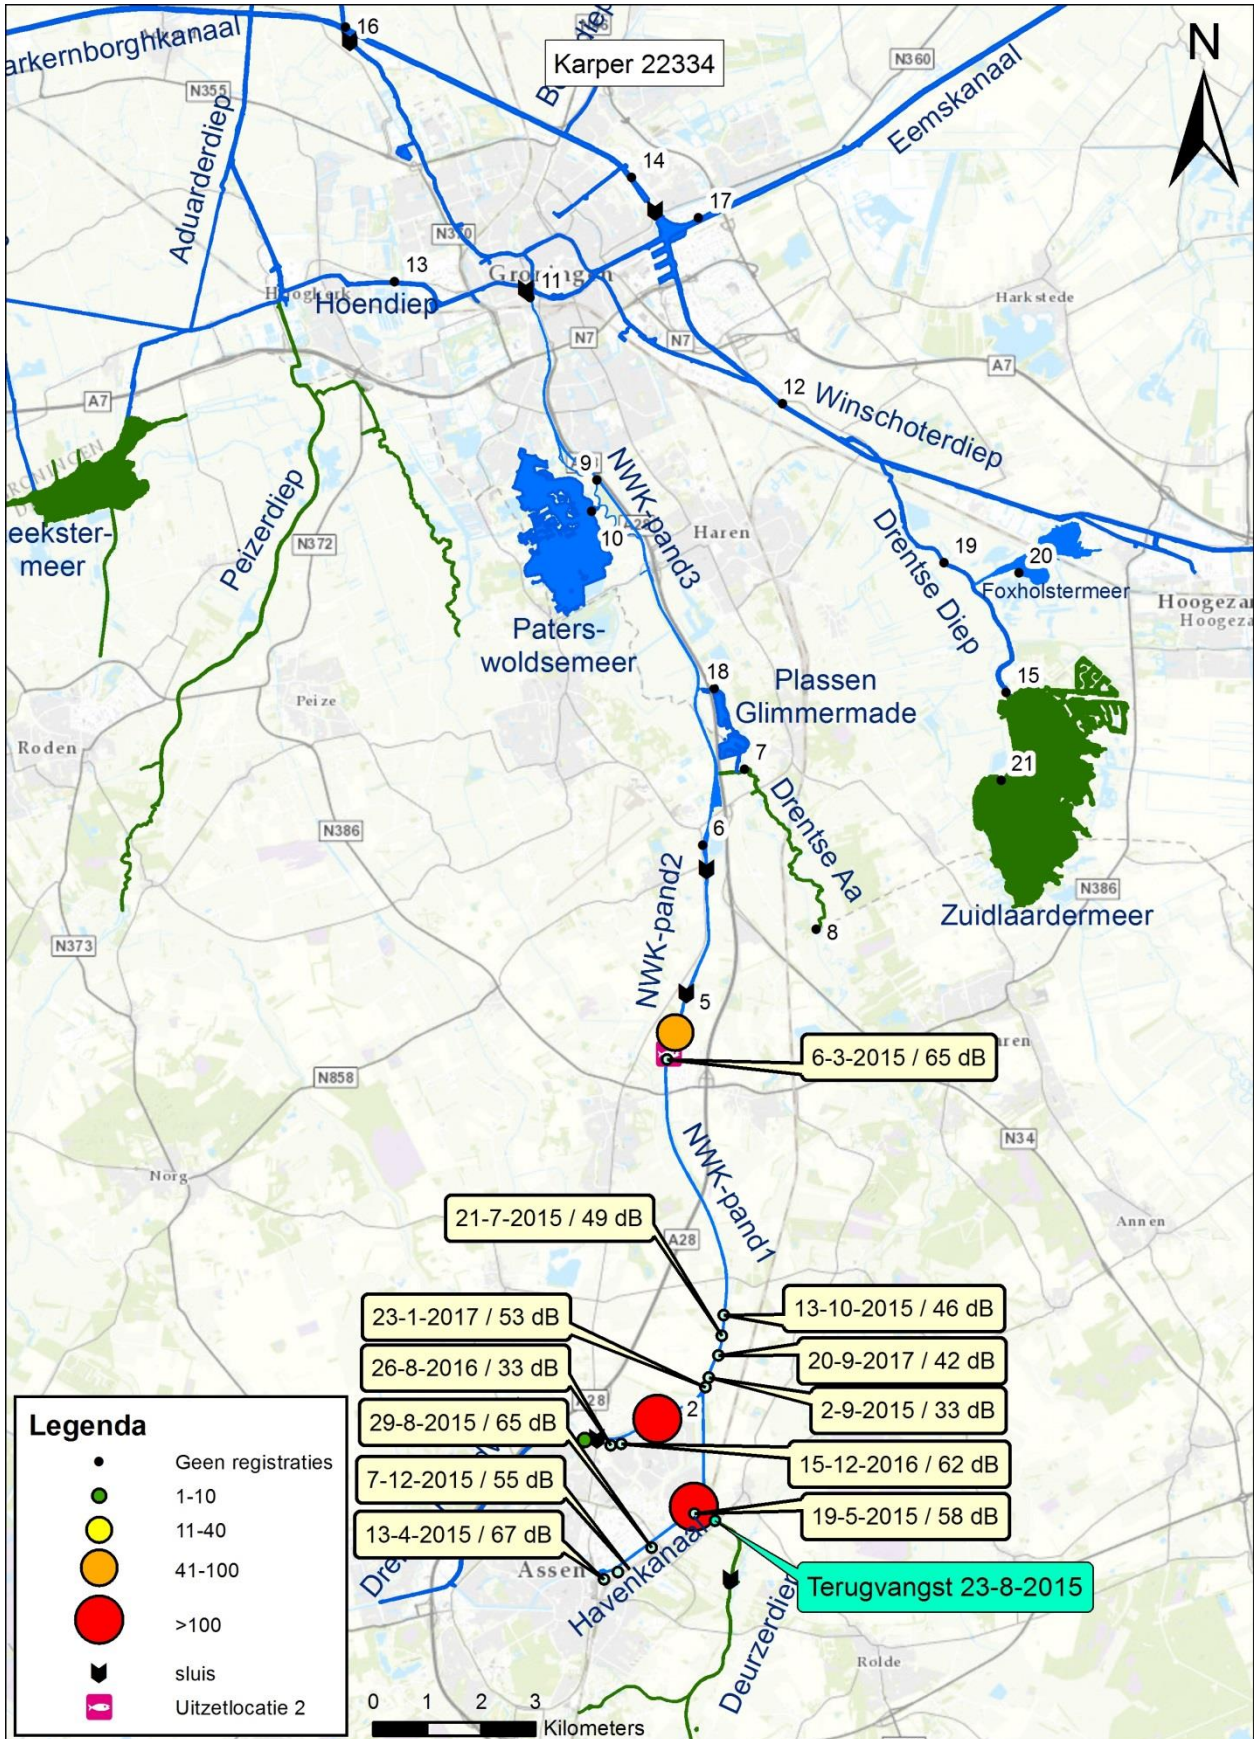 16
arkernborghkanaal
Karper 22334
N
N360
N355
Eemskanaal
Aduarderdiep
14
17
N370
13
Groningen
11
Hoendiep
Harkstede
N7
N7
A7
A7
12
Winschoterdiep
9
NWK-pand3
10
A28
Haren
eekster-
meer
Peizerdiep
N372
Drentse Diep
19
20
Foxholstermeer
Hoogezan
Hoogeza
Paters-
woldsemeer
18
Plassen
Glimmermade
15
Peize
Roden
7
21
Drentse Aa
6
N386
NWK-pand2
N386
Zuidlaardermeer
8
N373
5
6-3-2015 / 65 dB
aren
N858
N34
NWK-pand1
Norg
Annen
21-7-2015 / 49 dB
A28
13-10-2015 / 46 dB
23-1-2017 / 53 dB
20-9-2017 / 42 dB
26-8-2016 / 33 dB
2-9-2015 / 33 dB
A28
2
29-8-2015 / 65 dB
15-12-2016 / 62 dB
7-12-2015 / 55 dB
19-5-2015 / 58 dB
13-4-2015 / 67 dB
Assen
Havenkanaal
Terugvangst 23-8-2015
Deurzerdiep
Rolde
Legenda
Geen registraties
1-10
11-40
41-100
>100
sluis
Uitzetlocatie 2
0 1 2 3
Kilometers